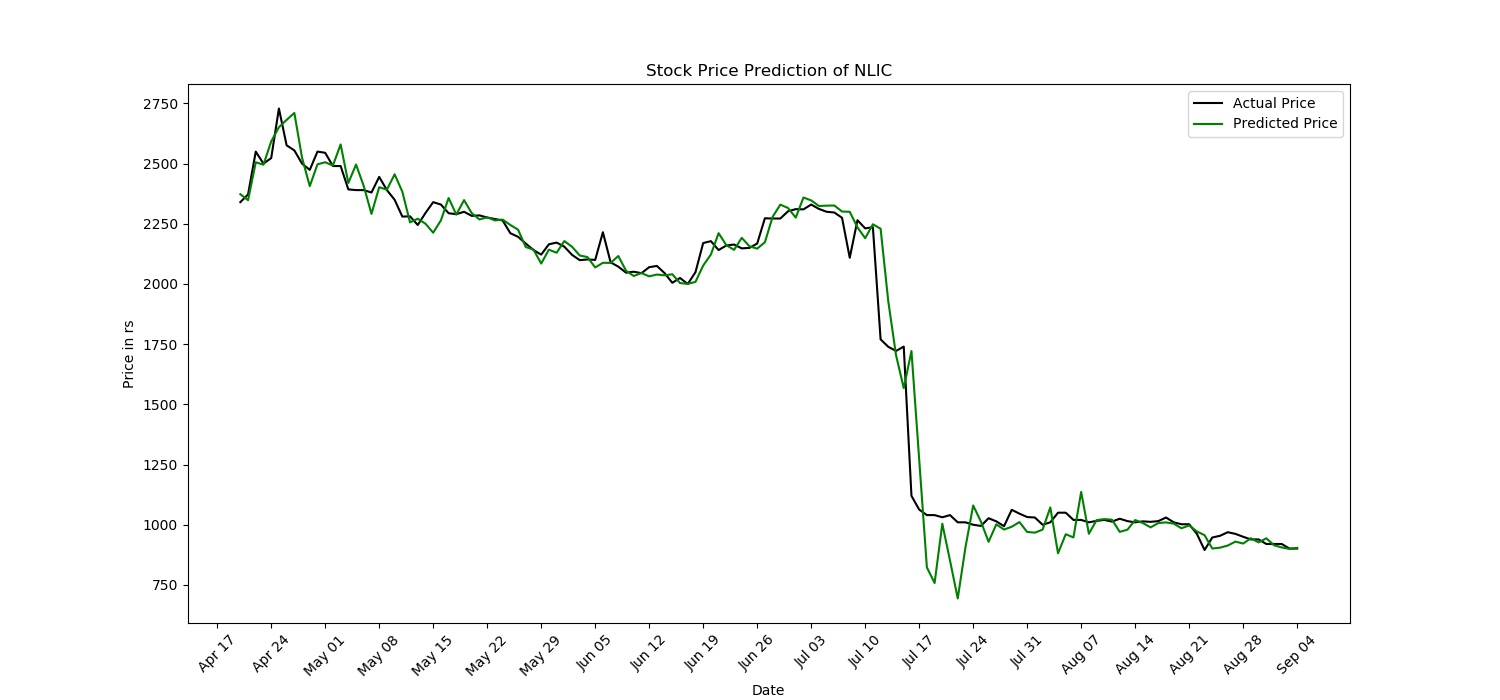 Stock Price Prediction of NLIC
Actual Price
Predicted Price
2750
2500
2250
2000
1750
1500
1250
1000
750
Price in rs
Apr 17
Apr 24
May 01
May 08
May 15
May 22
May 29
Jun 05
Jun 12
Jun 19
Jun 26
Jul 03
Jul 10
Jul 17
Jul 24
Jul 31
Aug 07
Aug 14
Aug 21
Aug 28
Sep 04
Date